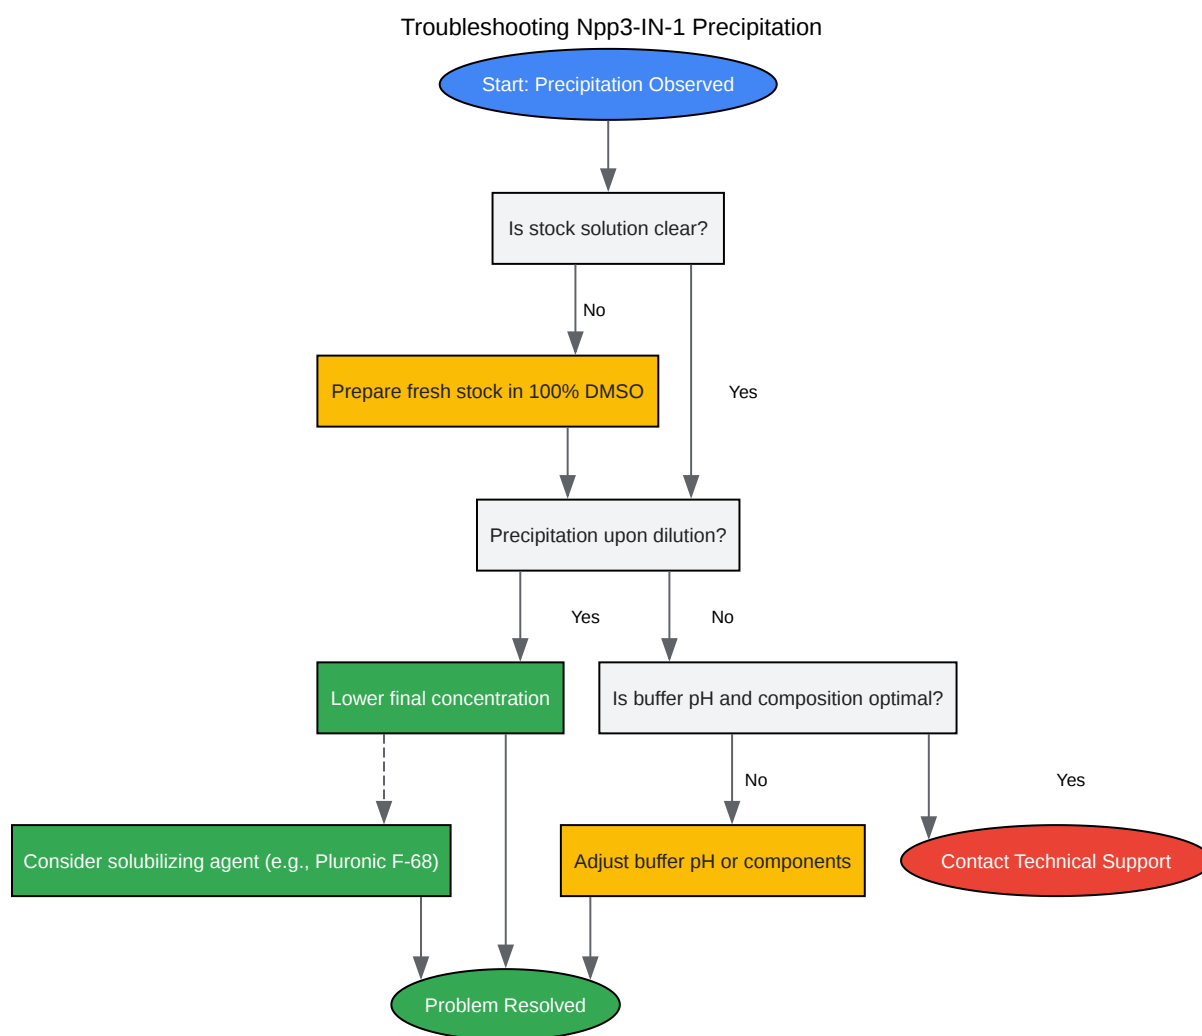 Troubleshooting Npp3-IN-1 Precipitation
Start: Precipitation Observed
Is stock solution clear?
No
Prepare fresh stock in 100% DMSO
Yes
Precipitation upon dilution?
Yes
No
Lower final concentration
Is buffer pH and composition optimal?
No
Yes
Consider solubilizing agent (e.g., Pluronic F-68)
Adjust buffer pH or components
Contact Technical Support
Problem Resolved